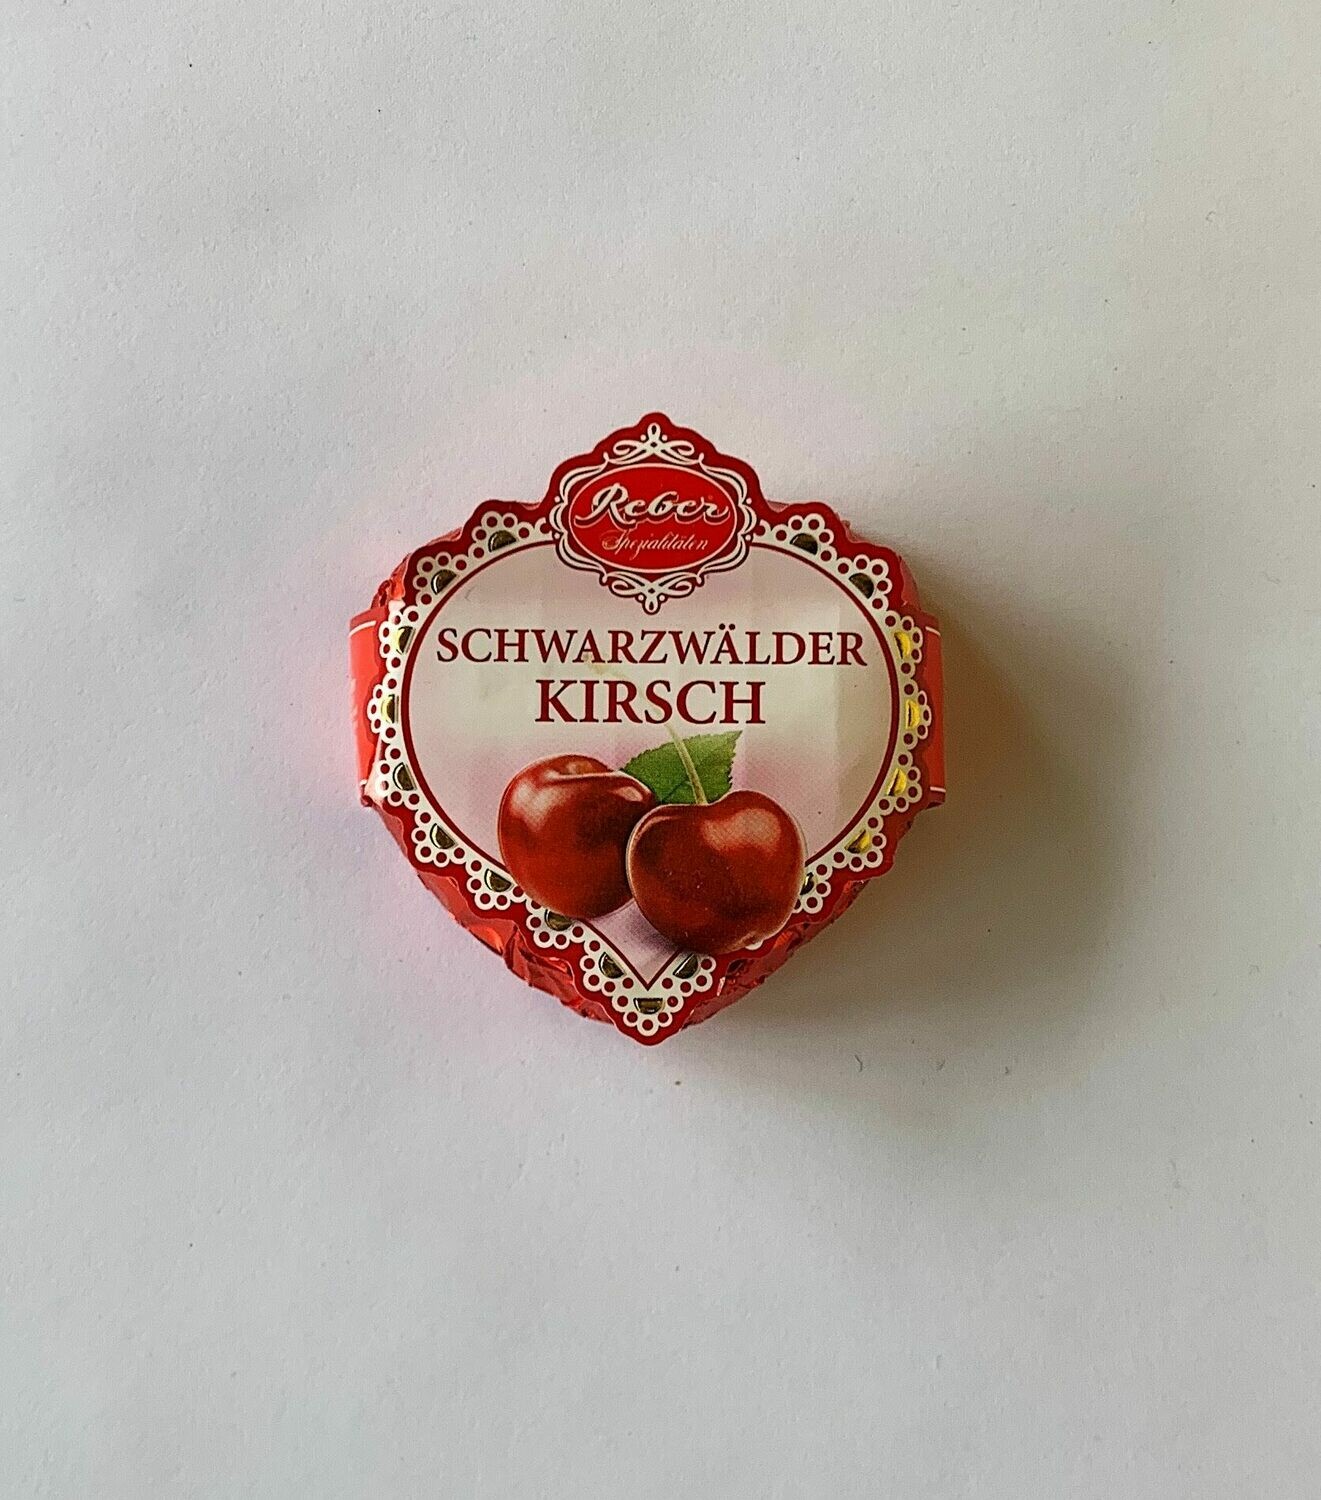 Reber
Spezialitäten
SCHWARZWÄLDER
KIRSCH